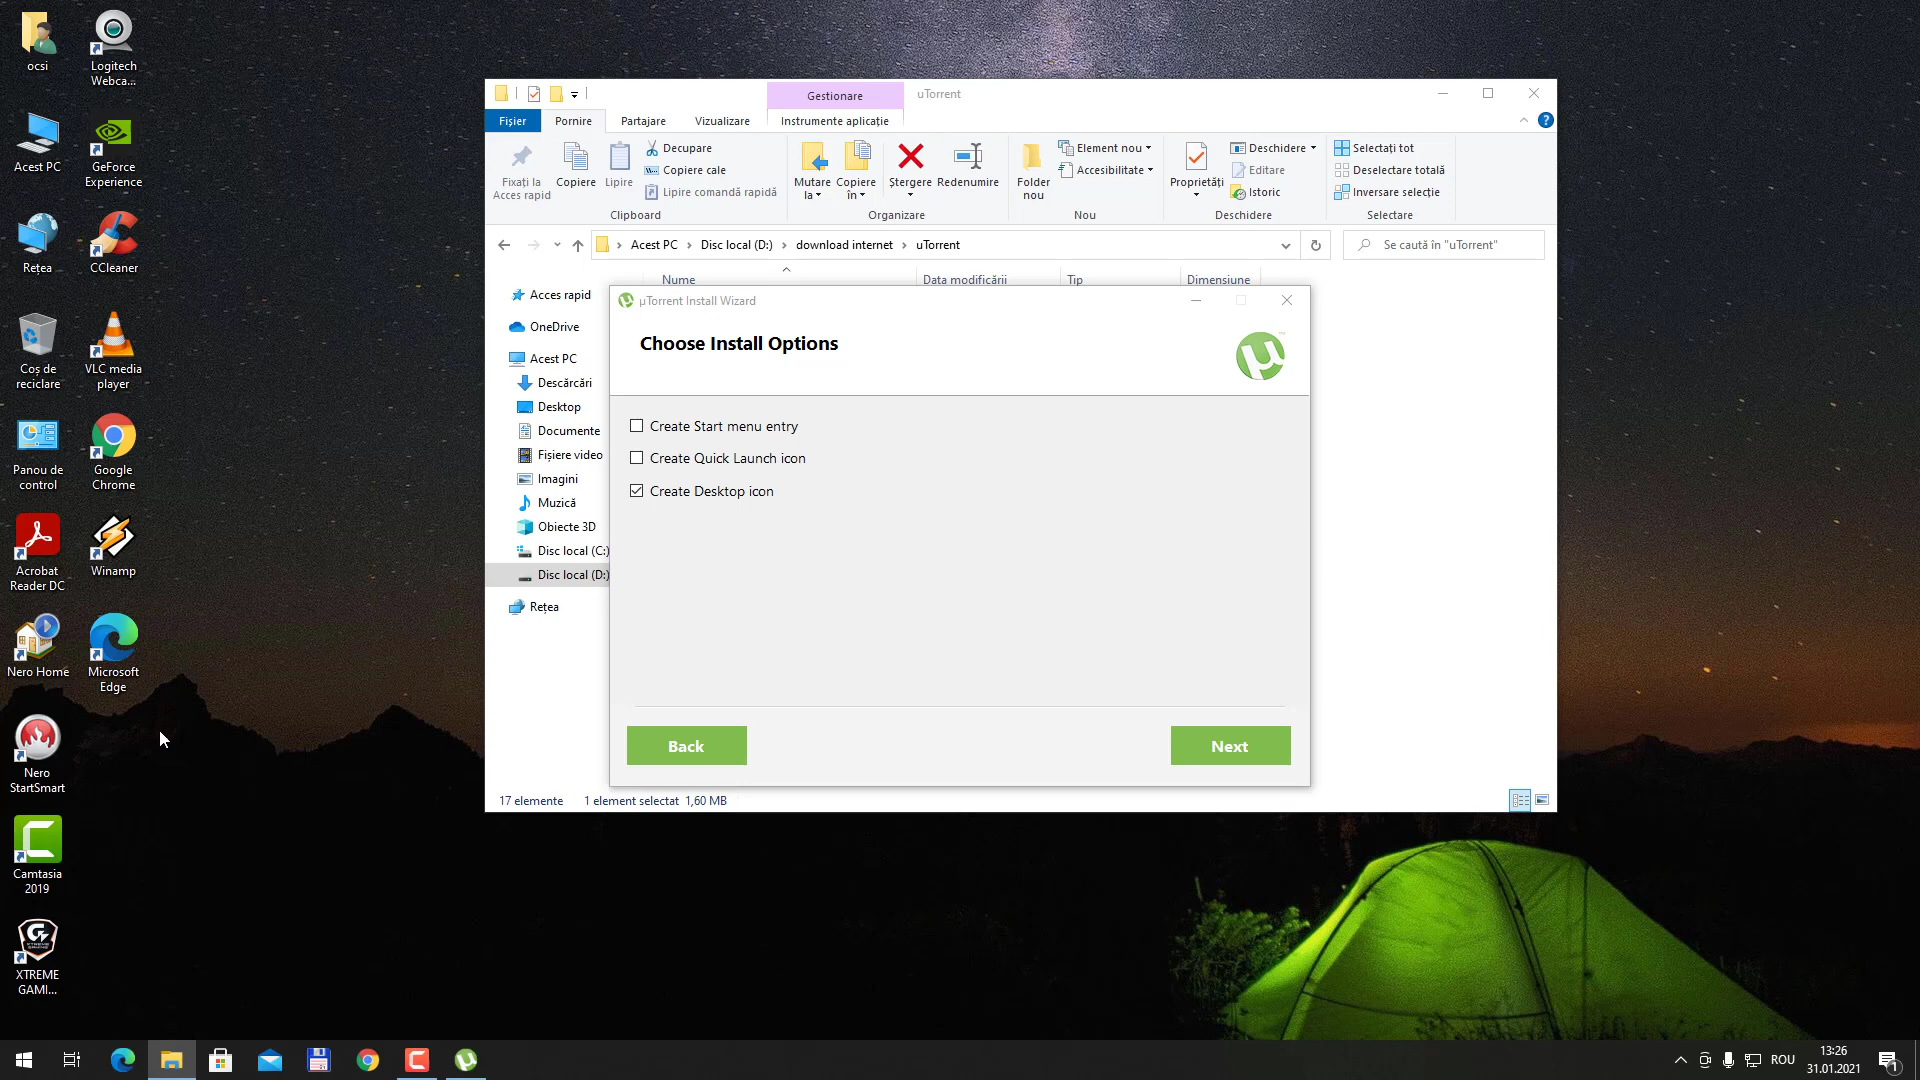 ocsi
Logitech
Webca...
Acest PC
GeForce
Experience
Rețea
CCleaner
Coș de
reciclare
VLC media
player
Panou de
control
Google
Chrome
Acrobat
Reader DC
Winamp
Nero Home
Microsoft
Edge
Nero
StartSmart
Camtasia
2019
XTREME
GAMI...
Gestionare
uTorrent
Fișier
Pornire
Partajare
Vizualizare
Instrumente aplicație
Fixați la
Acces rapid
Copiere
Lipire
Decupare
Copiere cale
Lipire comandă rapidă
Clipboard
Mutare
la
Copiere
în
Ștergere
Redenumire
Organizare
Folder
nou
Element nou
Accesibilitate
Nou
Proprietăți
Deschidere
Editare
Istoric
Deschidere
Selectați tot
Deselectare totală
Inversare selecție
Selectare
Acest PC > Disc local (D:) > download internet > uTorrent
Se caută în "uTorrent"
Nume
Data modificării
Tip
Dimensiune
Acces rapid
OneDrive
Acest PC
Descărcări
Desktop
Documente
Fișiere video
Imagini
Muzică
Obiecte 3D
Disc local (C:)
Disc local (D:)
Rețea
µTorrent Install Wizard
Choose Install Options
Create Start menu entry
Create Quick Launch icon
Create Desktop icon
Back
Next
17 elemente
1 element selectat 1,60 MB
ROU
13:26
31.01.2021
1